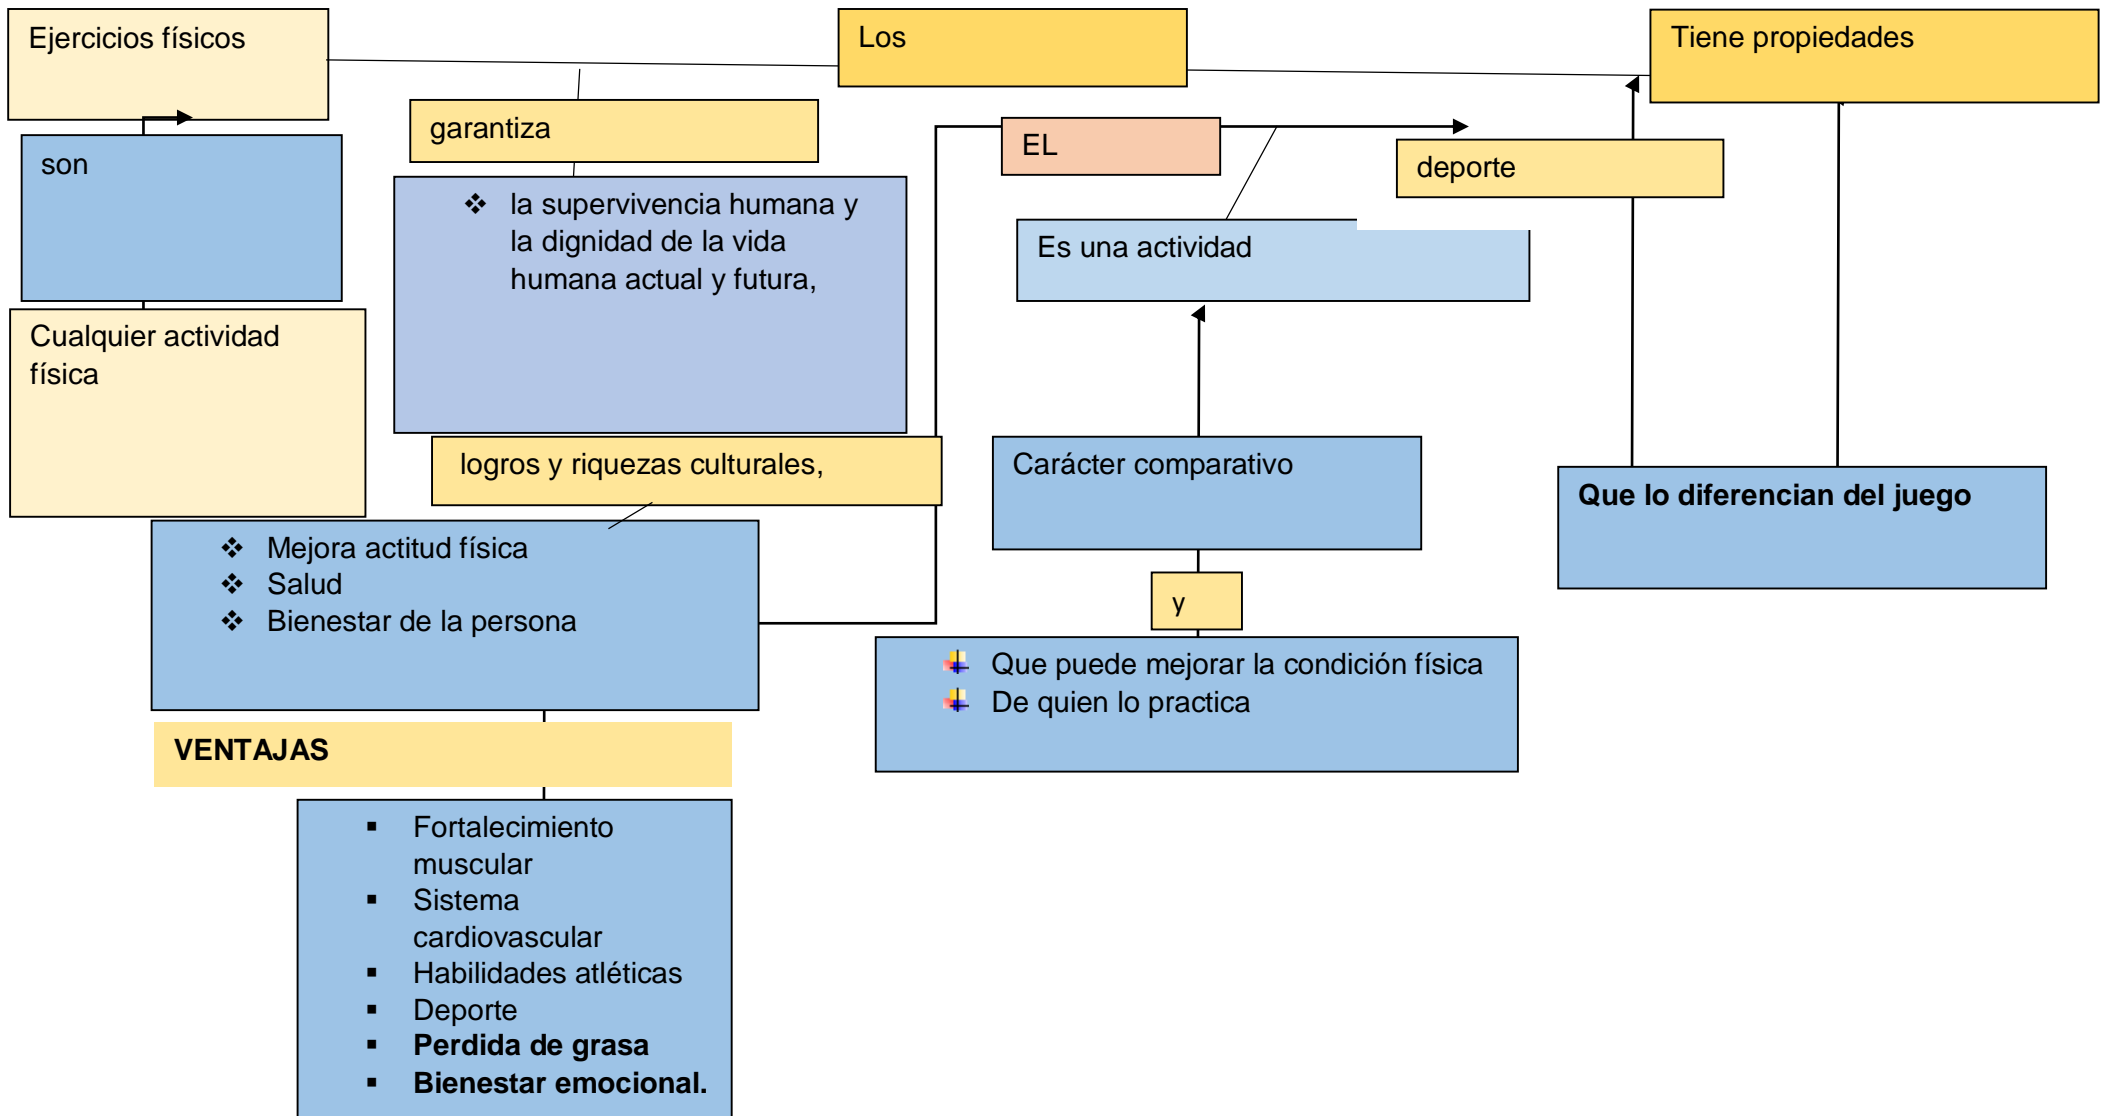 Ejercicios físicos
Los
Tiene propiedades
garantiza
EL
son
deporte
❖ la supervivencia humana y
la dignidad de la vida
humana actual y futura,
Es una actividad
Cualquier actividad
física
logros y riquezas culturales,
Carácter comparativo
Que lo diferencian del juego
❖ Mejora actitud física
❖ Salud
❖ Bienestar de la persona
y
Que puede mejorar la condición física
De quien lo practica
VENTAJAS
▪ Fortalecimiento
muscular
▪ Sistema
cardiovascular
▪ Habilidades atléticas
▪ Deporte
▪ Perdida de grasa
▪ Bienestar emocional.